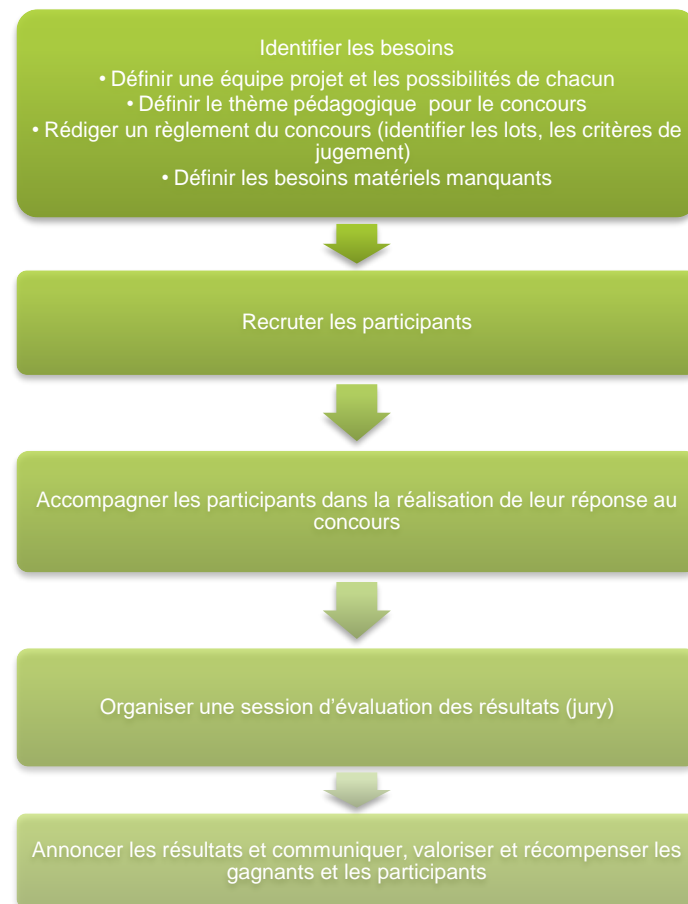 Identifier les besoins
• Définir une équipe projet et les possibilités de chacun
• Définir le thème pédagogique  pour le concours
• Rédiger un règlement du concours (identifier les lots, les critères de
jugement)
• Définir les besoins matériels manquants
Recruter les participants
Accompagner les participants dans la réalisation de leur réponse au
concours
Organiser une session d’évaluation des résultats (jury)
Annoncer les résultats et communiquer, valoriser et récompenser les
gagnants et les participants